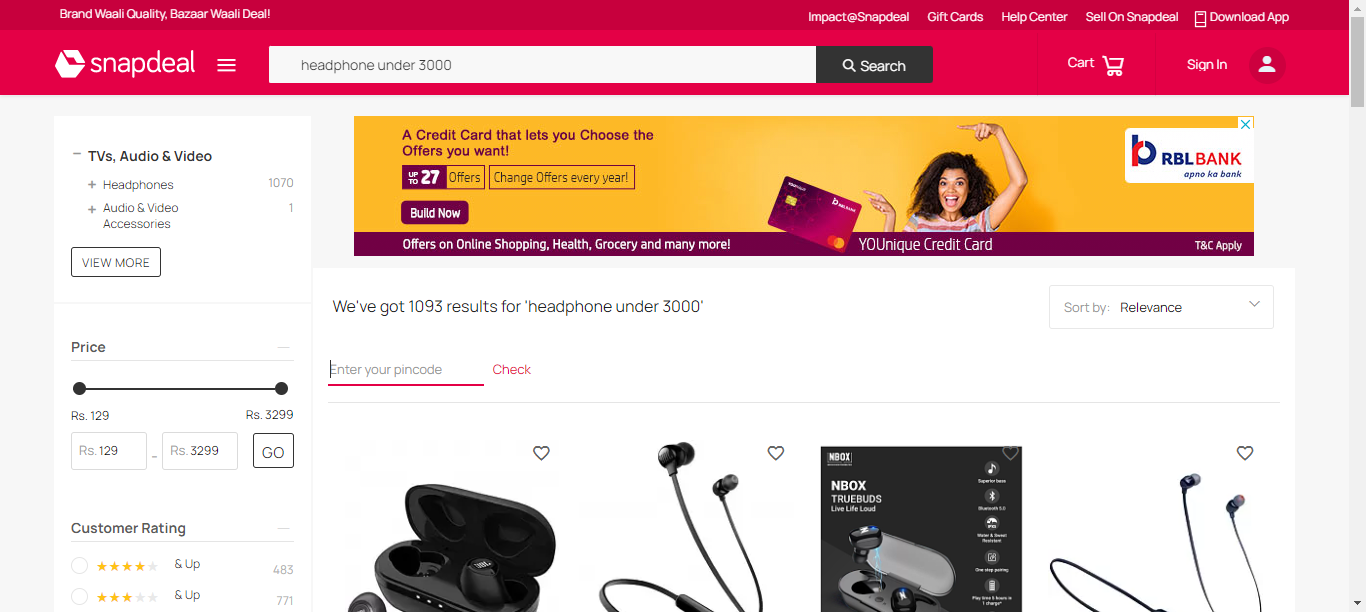 Brand Waali Quality, Bazaar Waali Deal!
Impact@Snapdeal Gift Cards Help Center Sell On Snapdeal Download App
snapdeal
headphone under 3000
Search
Cart
Sign In
TVs, Audio & Video
Headphones 1070
Audio & Video 1
Accessories
VIEW MORE
A Credit Card that lets you Choose the
Offers you want!
UP TO 27 Offers Change Offers every year!
Build Now
Offers on Online Shopping, Health, Grocery and many more!
YOUnique Credit Card
T&C Apply
RBLBANK
apno ka bank
We've got 1093 results for 'headphone under 3000'
Sort by: Relevance
Price
Rs. 129 Rs. 3299
Rs. 129 - Rs. 3299 GO
Enter your pincode Check
Customer Rating
& Up 483
& Up 771
JBL
NBOX
NBOX
TRUEBUDS
Live Life Loud
Superior bass
Bluetooth 5.0
Water & Sweat
Resistant
One step pairing
Play time 5 hours in
1 charge*